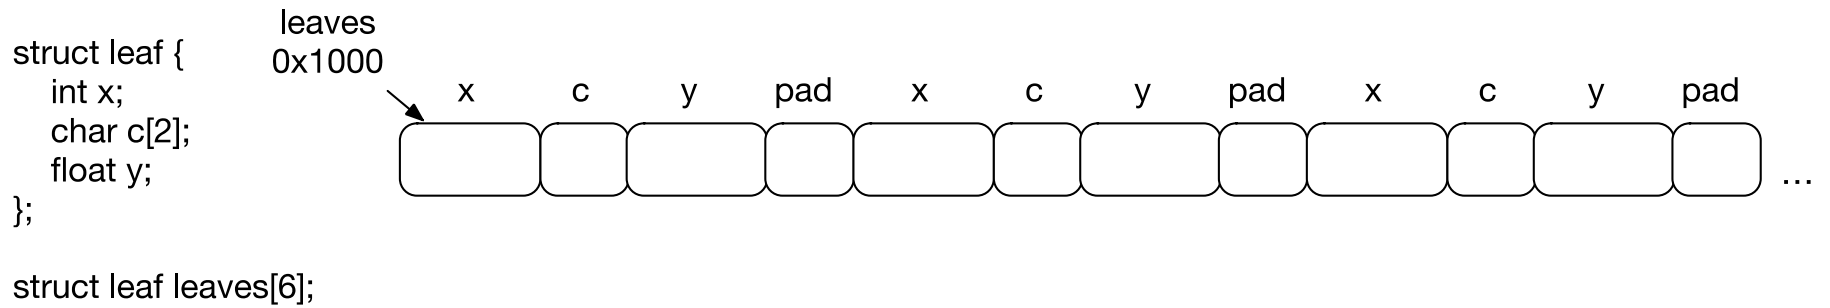 struct leaf {
int x;
char c[2];
float y;
};
struct leaf leaves[6];
leaves
0x1000
x c y pad x c y pad x c y pad
...